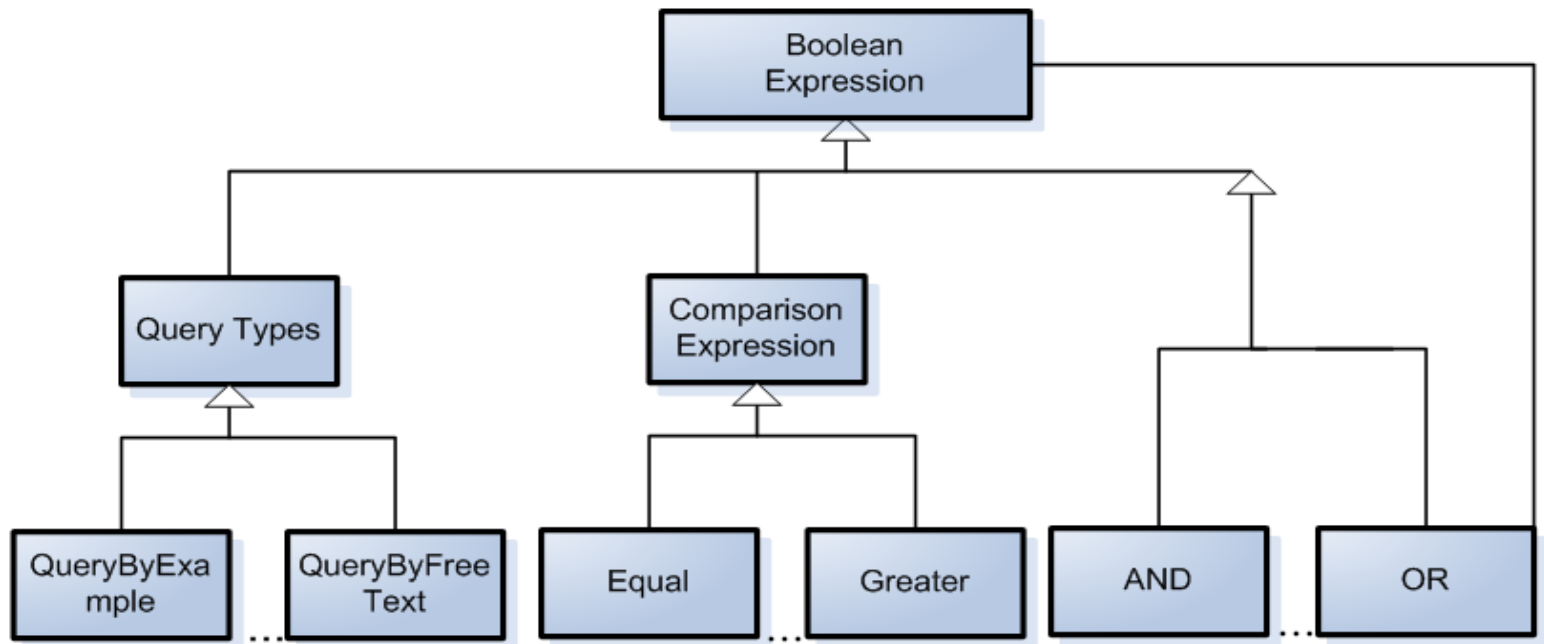 Boolean
Expression
Query Types
Comparison
Expression
QueryByExa
mple
QueryByFree
Text
Equal
Greater
AND
OR
...
...
...